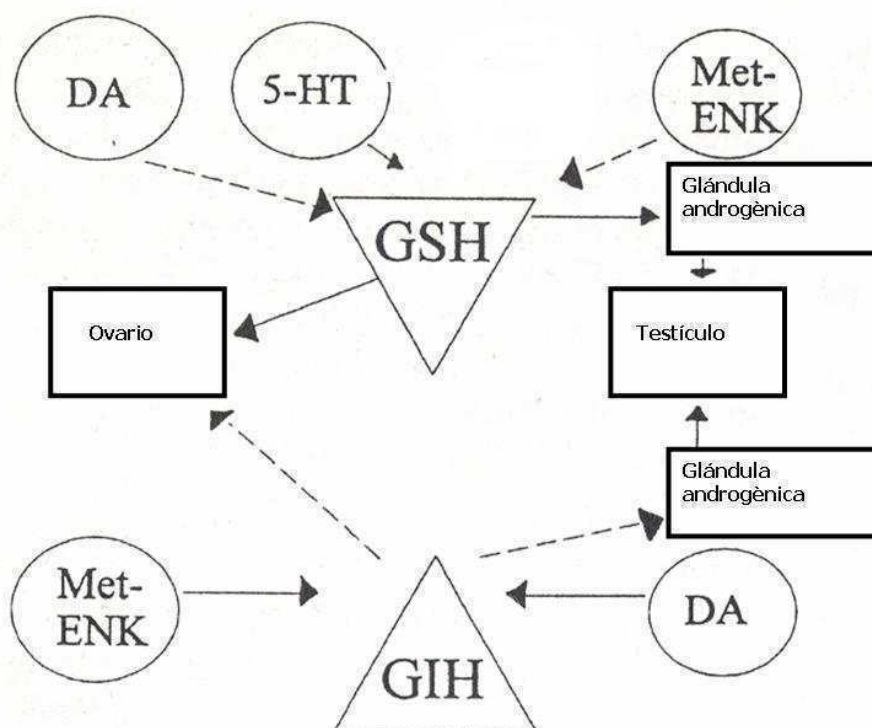 DA
5-HT
Met-
ENK
Glándula
androgènica
GSH
Ovario
Testículo
Glándula
androgènica
Met-
ENK
DA
GIH